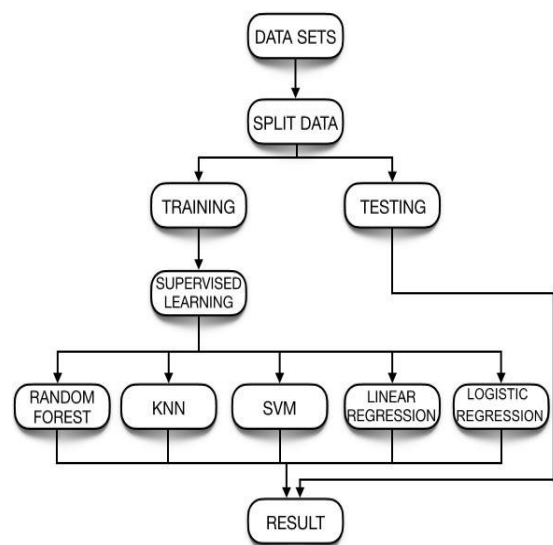 DATA SETS
SPLIT DATA
TRAINING
TESTING
SUPERVISED
LEARNING
RANDOM
FOREST
KNN
SVM
LINEAR
REGRESSION
LOGISTIC
REGRESSION
RESULT